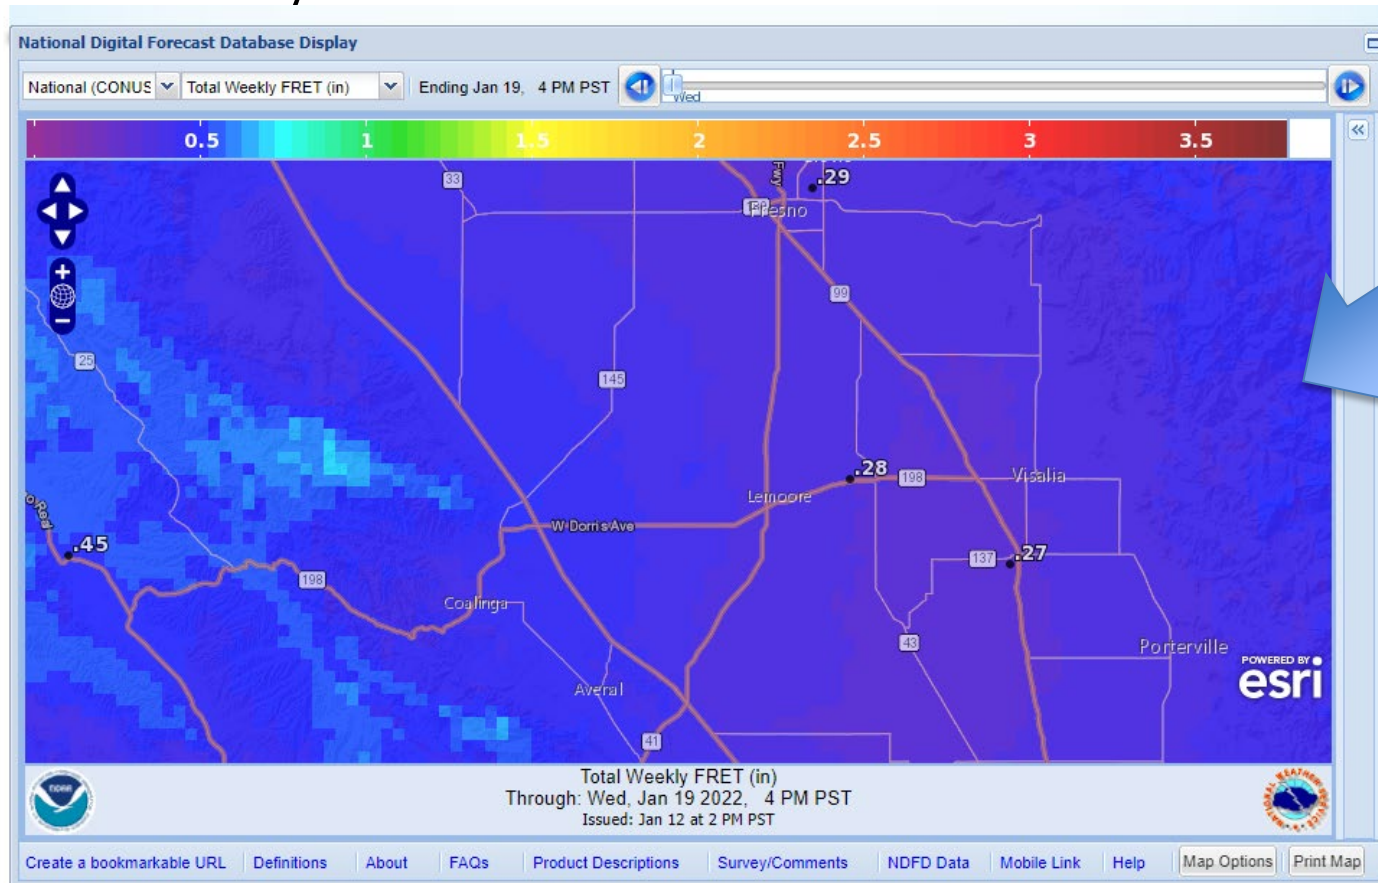 National Digital Forecast Database Display
National (CONUS Total Weekly FRET (in) Ending Jan 19, 4 PM PST
Wed
0.5 1 1.5 2 2.5 3 3.5
33
.29
Fwy
Fresno
99
25
145
.28
198
Visalia
Lemoore
W Dorris Ave
o Real
.45
137
.27
198
Coalinga
43
Porterville
Avenal
41
POWERED BY
esri
Total Weekly FRET (in)
Through: Wed, Jan 19 2022, 4 PM PST
Issued: Jan 12 at 2 PM PST
Create a bookmarkable URL Definitions About FAQs Product Descriptions Survey/Comments NDFD Data Mobile Link Help Map Options Print Map